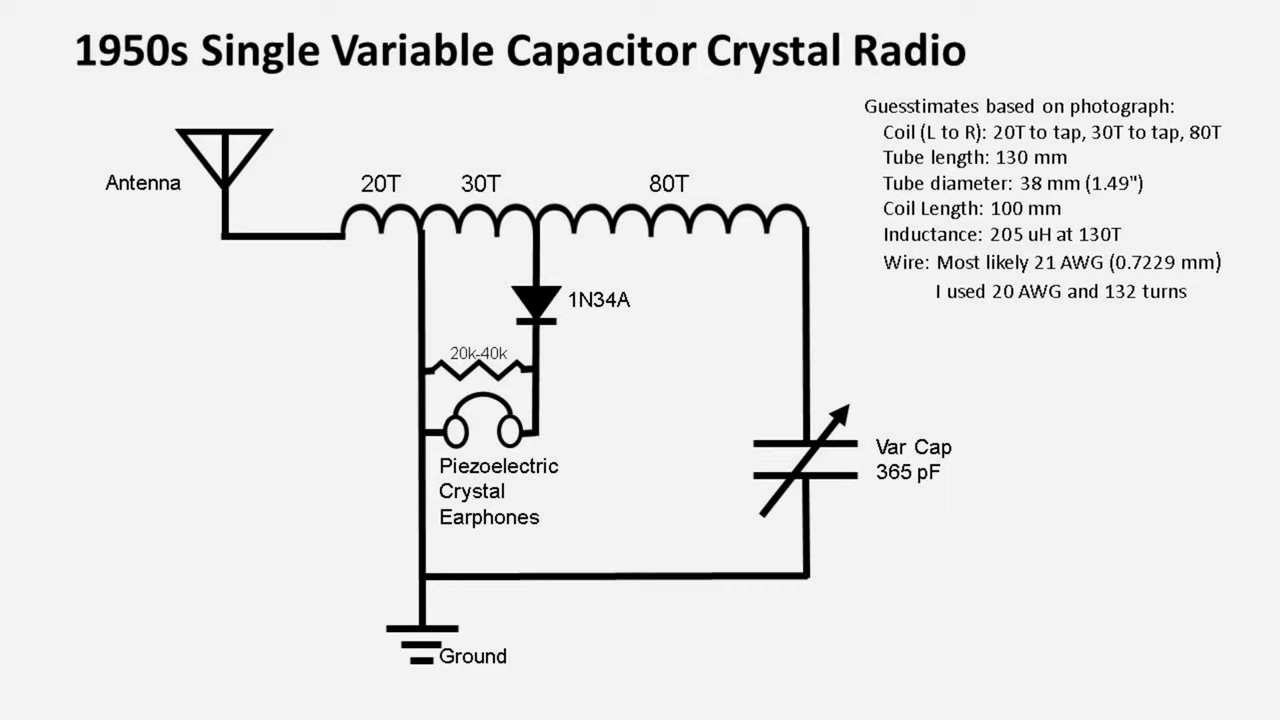 1950s Single Variable Capacitor Crystal Radio
Guesstimates based on photograph:
Coil (L to R): 20T to tap, 30T to tap, 80T
Tube length: 130 mm
Tube diameter: 38 mm (1.49")
Coil Length: 100 mm
Inductance: 205 uH at 130T
Wire: Most likely 21 AWG (0.7229 mm)
I used 20 AWG and 132 turns
Antenna
20T
30T
80T
1N34A
20k-40k
Piezoelectric
Crystal
Earphones
Var Cap
365 pF
Ground